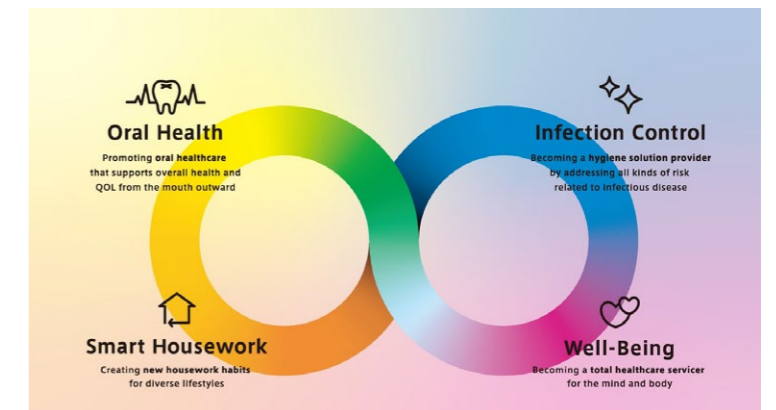 Oral Health
Promoting oral healthcare
that supports overall health and
QOL from the mouth outward
Infection Control
Becoming a hygiene solution provider
by addressing all kinds of risk
related to infectious disease
Smart Housework
Creating new housework habits
for diverse lifestyles
Well-Being
Becoming a total healthcare servicer
for the mind and body